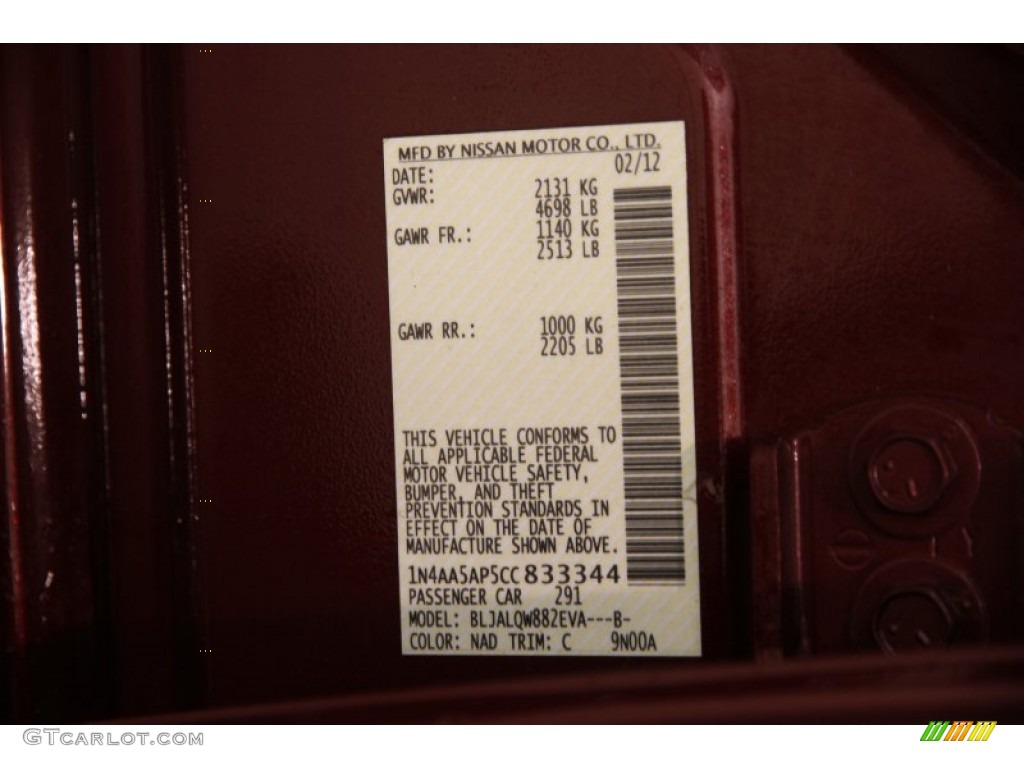 MFD BY NISSAN MOTOR CO., LTD.
DATE: 02/12
GVWR: 2131 KG
4698 LB
GAWR FR.: 1140 KG
2513 LB
GAWR RR.: 1000 KG
2205 LB
THIS VEHICLE CONFORMS TO
ALL APPLICABLE FEDERAL
MOTOR VEHICLE SAFETY,
BUMPER, AND THEFT
PREVENTION STANDARDS IN
EFFECT ON THE DATE OF
MANUFACTURE SHOWN ABOVE.
1N4AA5AP5CC833344
PASSENGER CAR 291
MODEL: BLJALQW882EVA---B-
COLOR: NAD TRIM: C 9N00A
GTCARLOT.COM